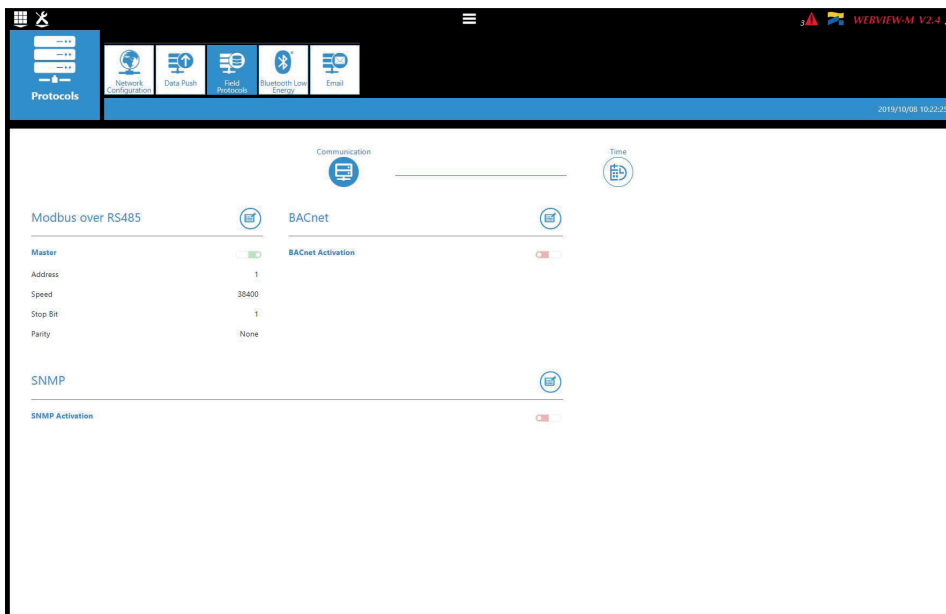 3
WEBVIEW-M V2.4
Protocols
Network
Configuration
Data Push
Field
Protocols
Bluetooth Low
Energy
Email
2019/10/08 10:22:25
Communication
Time
Modbus over RS485
BACnet
Master
BACnet Activation
Address 1
Speed 38400
Stop Bit 1
Parity None
SNMP
SNMP Activation